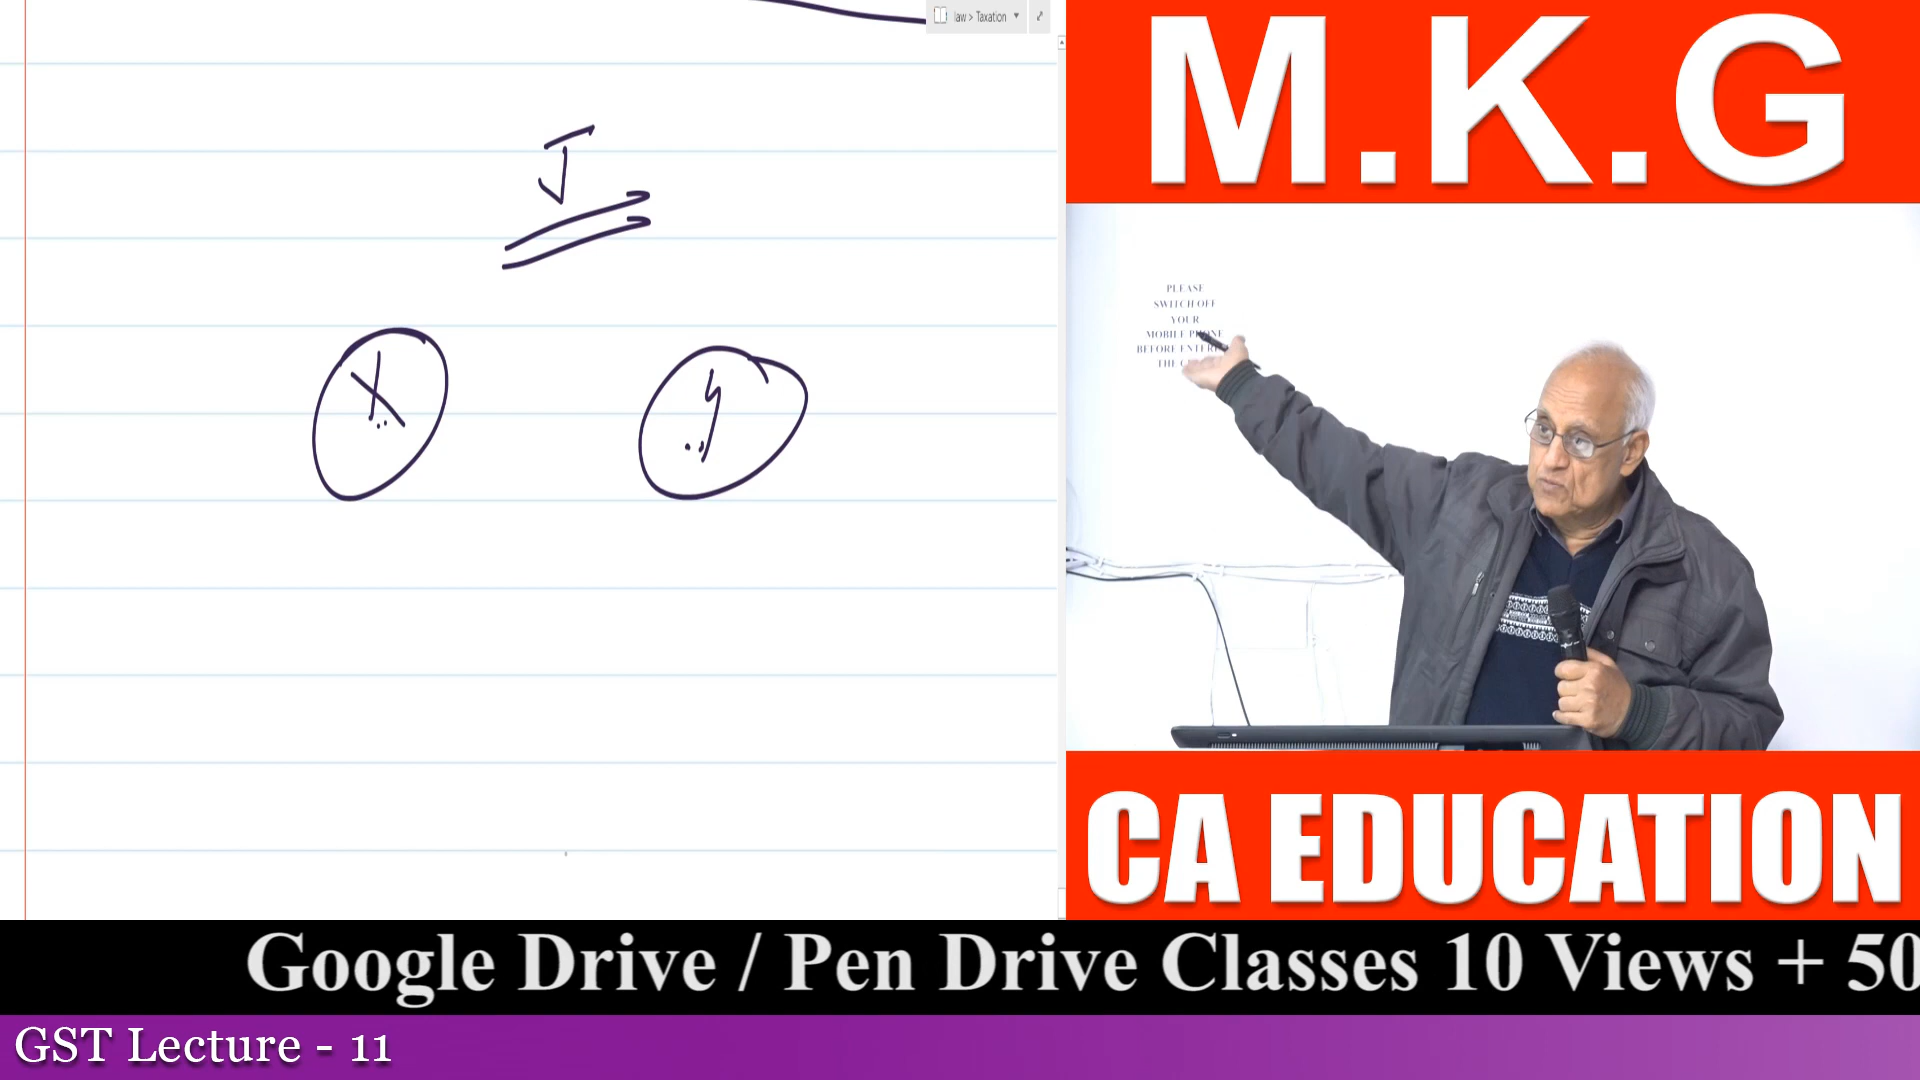 law > Taxation
J
X
y
M.K.G
PLEASE
SWITCH OFF
YOUR
MOBILE PHONE
BEFORE
THE
CA EDUCATION
Google Drive / Pen Drive Classes 10 Views + 50
GST Lecture - 11